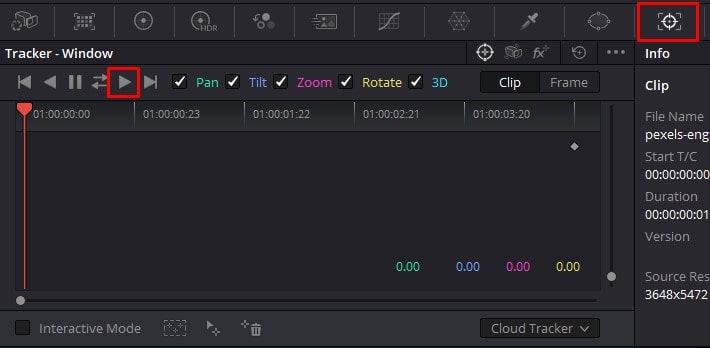 HDR
fx
Tracker - Window
Info
Pan Tilt Zoom Rotate 3D Clip Frame
Clip
01:00:00:00 01:00:00:23 01:00:01:22 01:00:02:21 01:00:03:20
File Name
pexels-eng
Start T/C
00:00:00:00
Duration
00:00:00:01
Version
0.00 0.00 0.00 0.00
Source Res
3648x5472
Interactive Mode Cloud Tracker